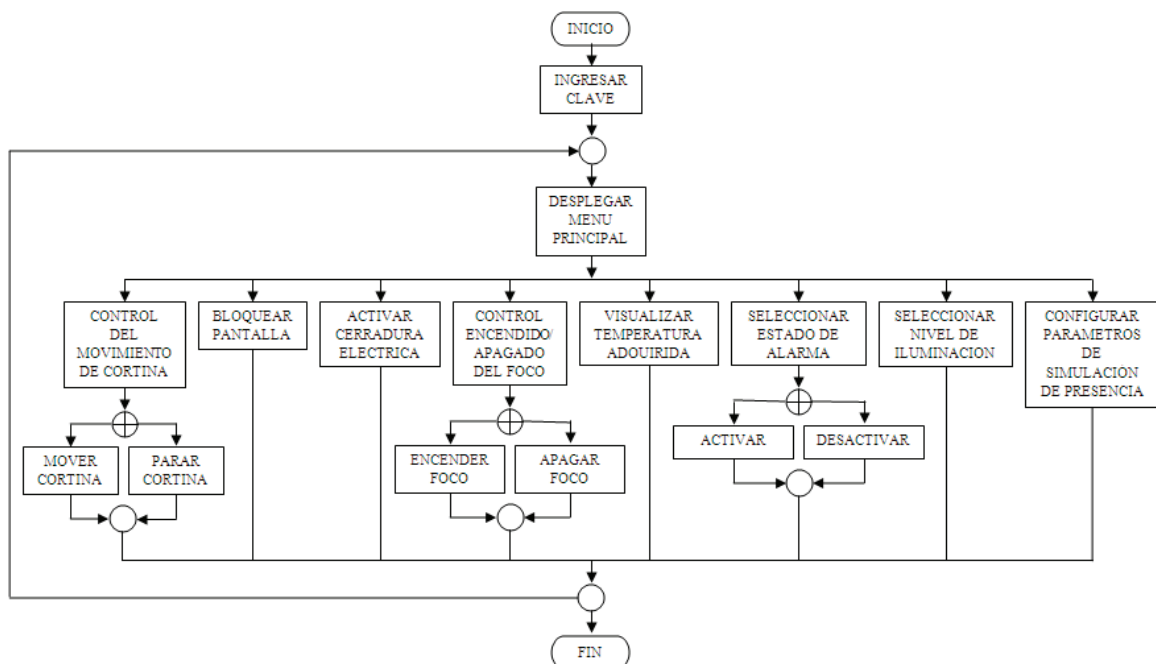 INICIO
INGRESAR
CLAVE
DESPLEGAR
MENU
PRINCIPAL
CONTROL
DEL
MOVIMIENTO
DE CORTINA
BLOQUEAR
PANTALLA
ACTIVAR
CERRADURA
ELECTRICA
CONTROL
ENCENDIDO/
APAGADO
DEL FOCO
VISUALIZAR
TEMPERATURA
ADOUIRIDA
SELECCIONAR
ESTADO DE
ALARMA
SELECCIONAR
NIVEL DE
ILUMINACION
CONFIGURAR
PARAMETROS
DE
SIMULACIÓN
DE PRESENCIA
MOVER
CORTINA
PARAR
CORTINA
ENCENDER
FOCO
APAGAR
FOCO
ACTIVAR
DESACTIVAR
FIN